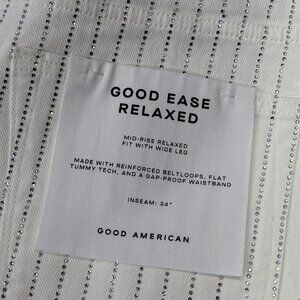 GOOD EASE
RELAXED
MID-RISE RELAXED
FIT WITH WIDE LEG
MADE WITH REINFORCED BELTLOOPS, FLAT
TUMMY TECH, AND A GAP-PROOF WAISTBAND
INSEAM: 34"
GOOD AMERICAN